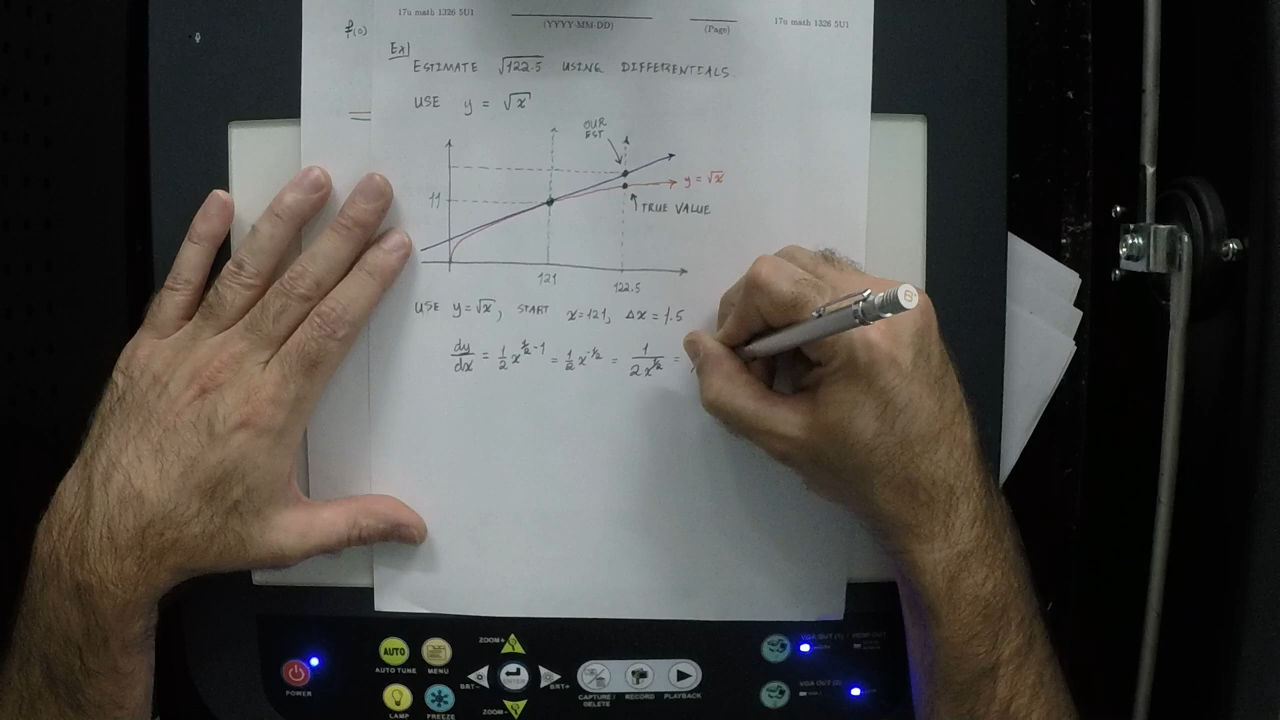 17u math 1326 5U1
(YYYY-MM-DD)
(Page)
17u math 1326 5U1
f(0)
Ex
ESTIMATE √122.5 USING DIFFERENTIALS.
USE y = √x
OUR EST
11
y = √x
TRUE VALUE
121
122.5
USE y = √x, START x = 121, Δx = 1.5
dy/dx = 1/2 x^(1/2 - 1) = 1/2 x^(-1/2) = 1/(2x^(1/2)) =
POWER
AUTO
AUTO TUNE
MENU
LAMP
FREEZE
ZOOM+
BRT-
ENTER
BRT+
ZOOM-
CAPTURE / DELETE
RECORD
PLAYBACK